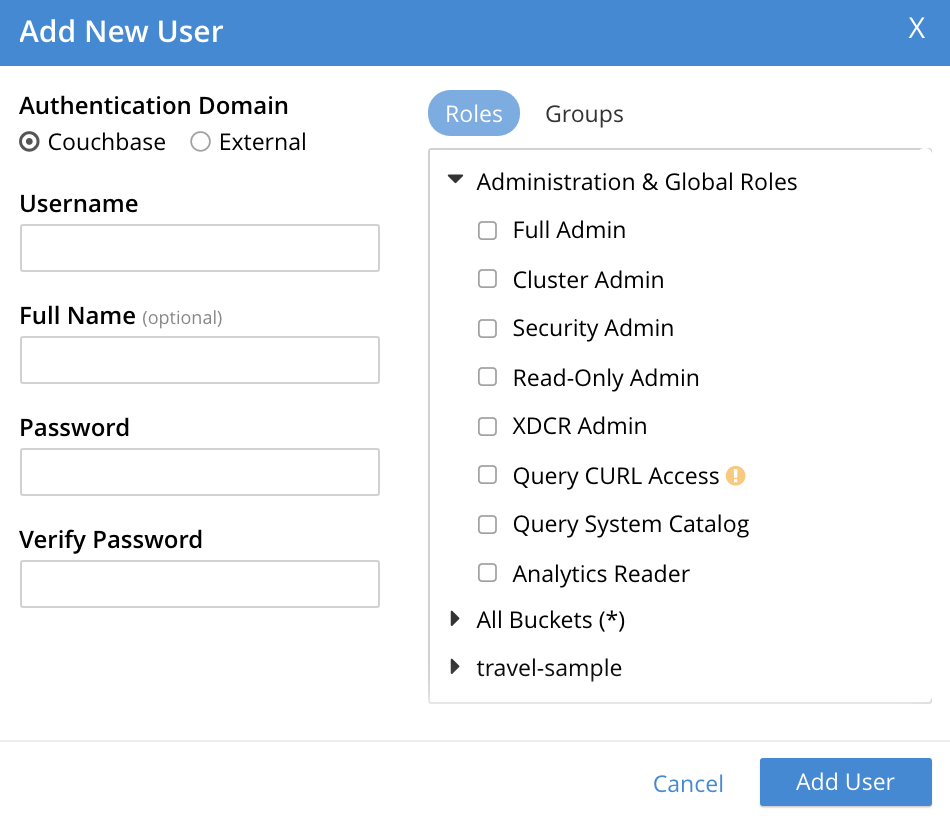 Add New User
X
Authentication Domain
Couchbase
External
Username
Full Name (optional)
Password
Verify Password
Roles
Groups
Administration & Global Roles
Full Admin
Cluster Admin
Security Admin
Read-Only Admin
XDCR Admin
Query CURL Access
Query System Catalog
Analytics Reader
All Buckets (*)
travel-sample
Cancel
Add User